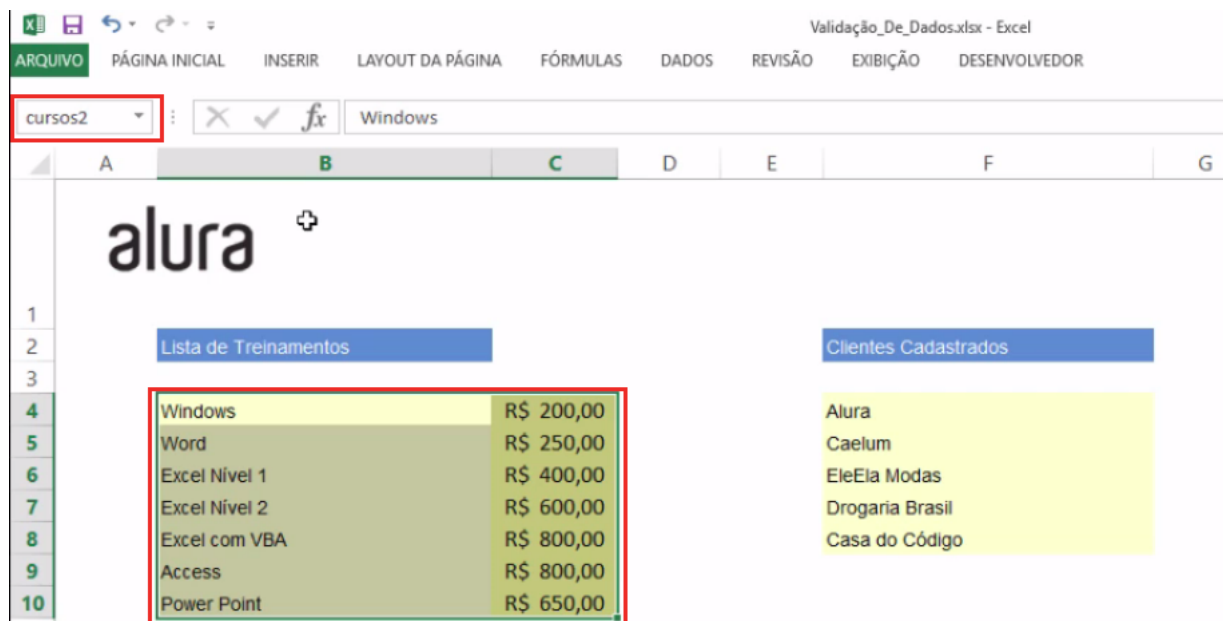 Validação_De_Dados.xlsx - Excel
ARQUIVO PÁGINA INICIAL INSERIR LAYOUT DA PÁGINA FÓRMULAS DADOS REVISÃO EXIBIÇÃO DESENVOLVEDOR
cursos2 fx Windows
A B C D E F G
alura
1
2 Lista de Treinamentos Clientes Cadastrados
3
4 Windows R$ 200,00 Alura
5 Word R$ 250,00 Caelum
6 Excel Nível 1 R$ 400,00 EleEla Modas
7 Excel Nível 2 R$ 600,00 Drogaria Brasil
8 Excel com VBA R$ 800,00 Casa do Código
9 Access R$ 800,00
10 Power Point R$ 650,00